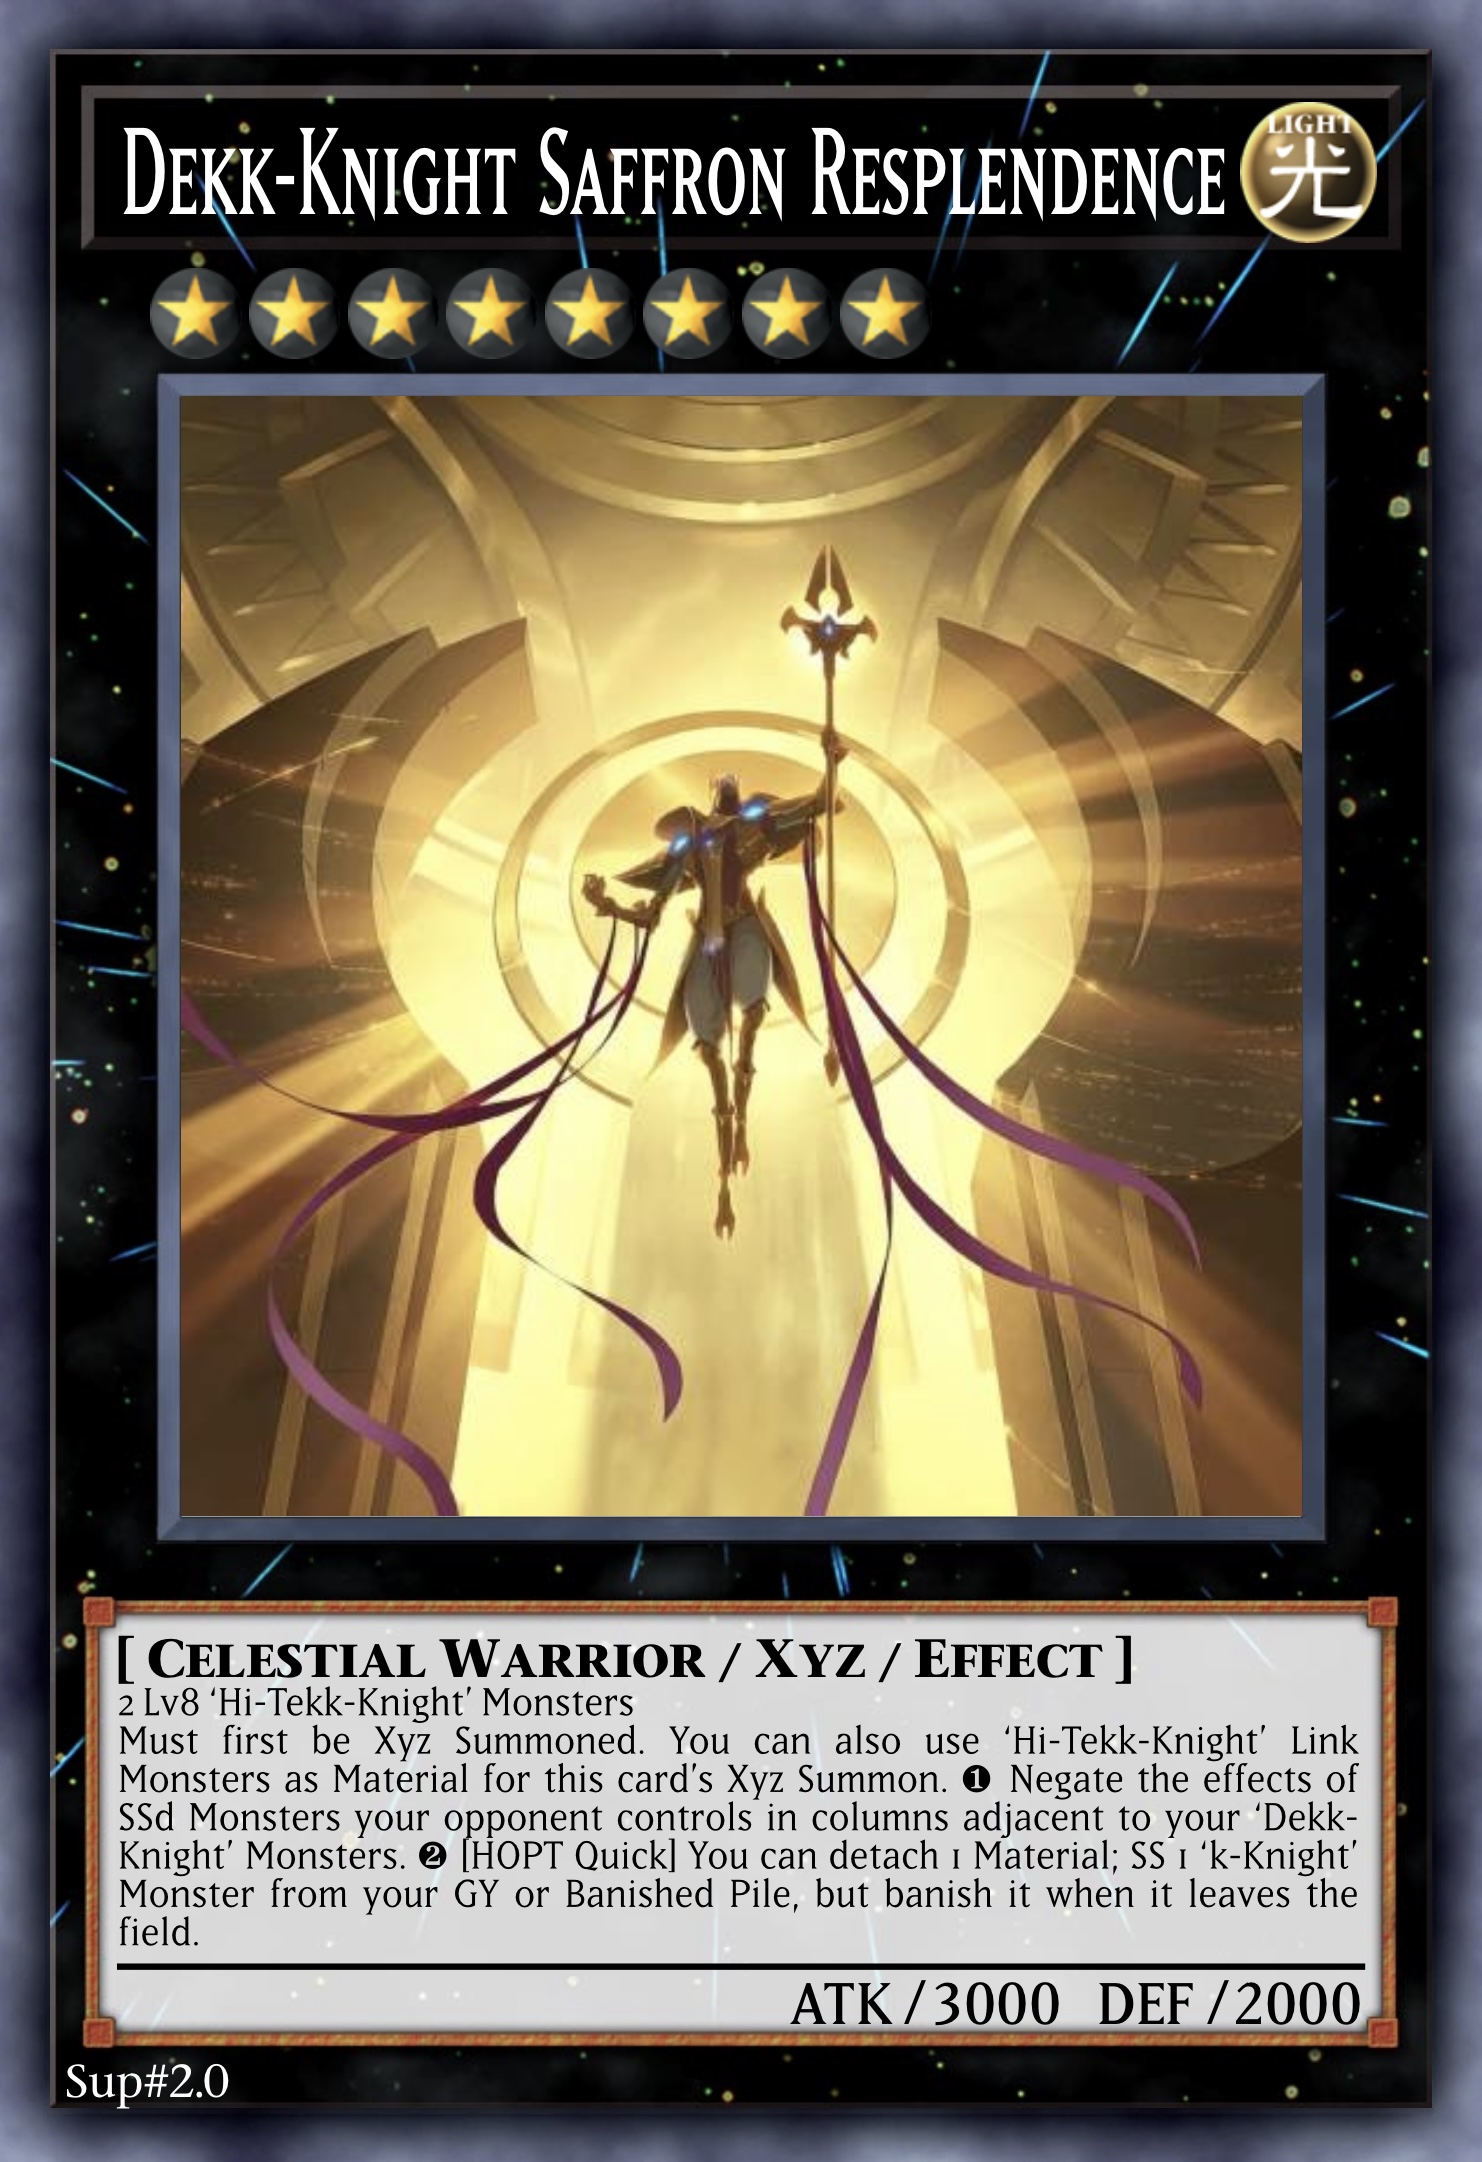 Dekk-Knight Saffron Resplendence
LIGHT
光
[ Celestial Warrior / Xyz / Effect ]
2 Lv8 ‘Hi-Tekk-Knight’ Monsters
Must first be Xyz Summoned. You can also use ‘Hi-Tekk-Knight’ Link
Monsters as Material for this card's Xyz Summon. ❶ Negate the effects of
SSd Monsters your opponent controls in columns adjacent to your ‘Dekk-
Knight’ Monsters. ❷ [HOPT Quick] You can detach 1 Material; SS 1 ‘k-Knight’
Monster from your GY or Banished Pile, but banish it when it leaves the
field.
ATK/3000 DEF/2000
Sup#2.0